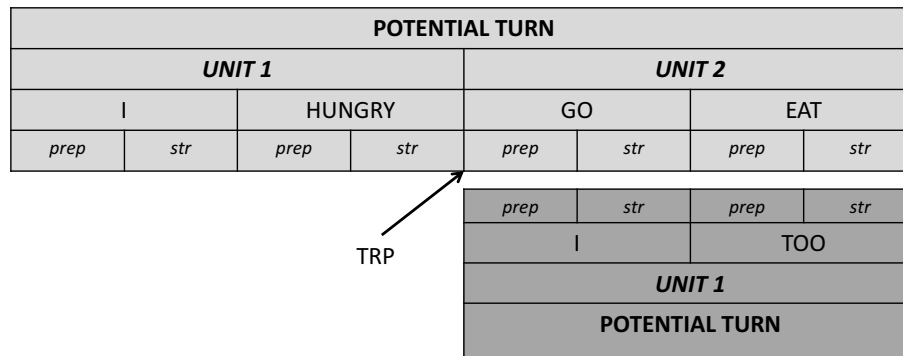 POTENTIAL TURN
UNIT 1 UNIT 2
I HUNGRY GO EAT
prep str prep str prep str prep str
prep str prep str
TRP
I TOO
UNIT 1
POTENTIAL TURN